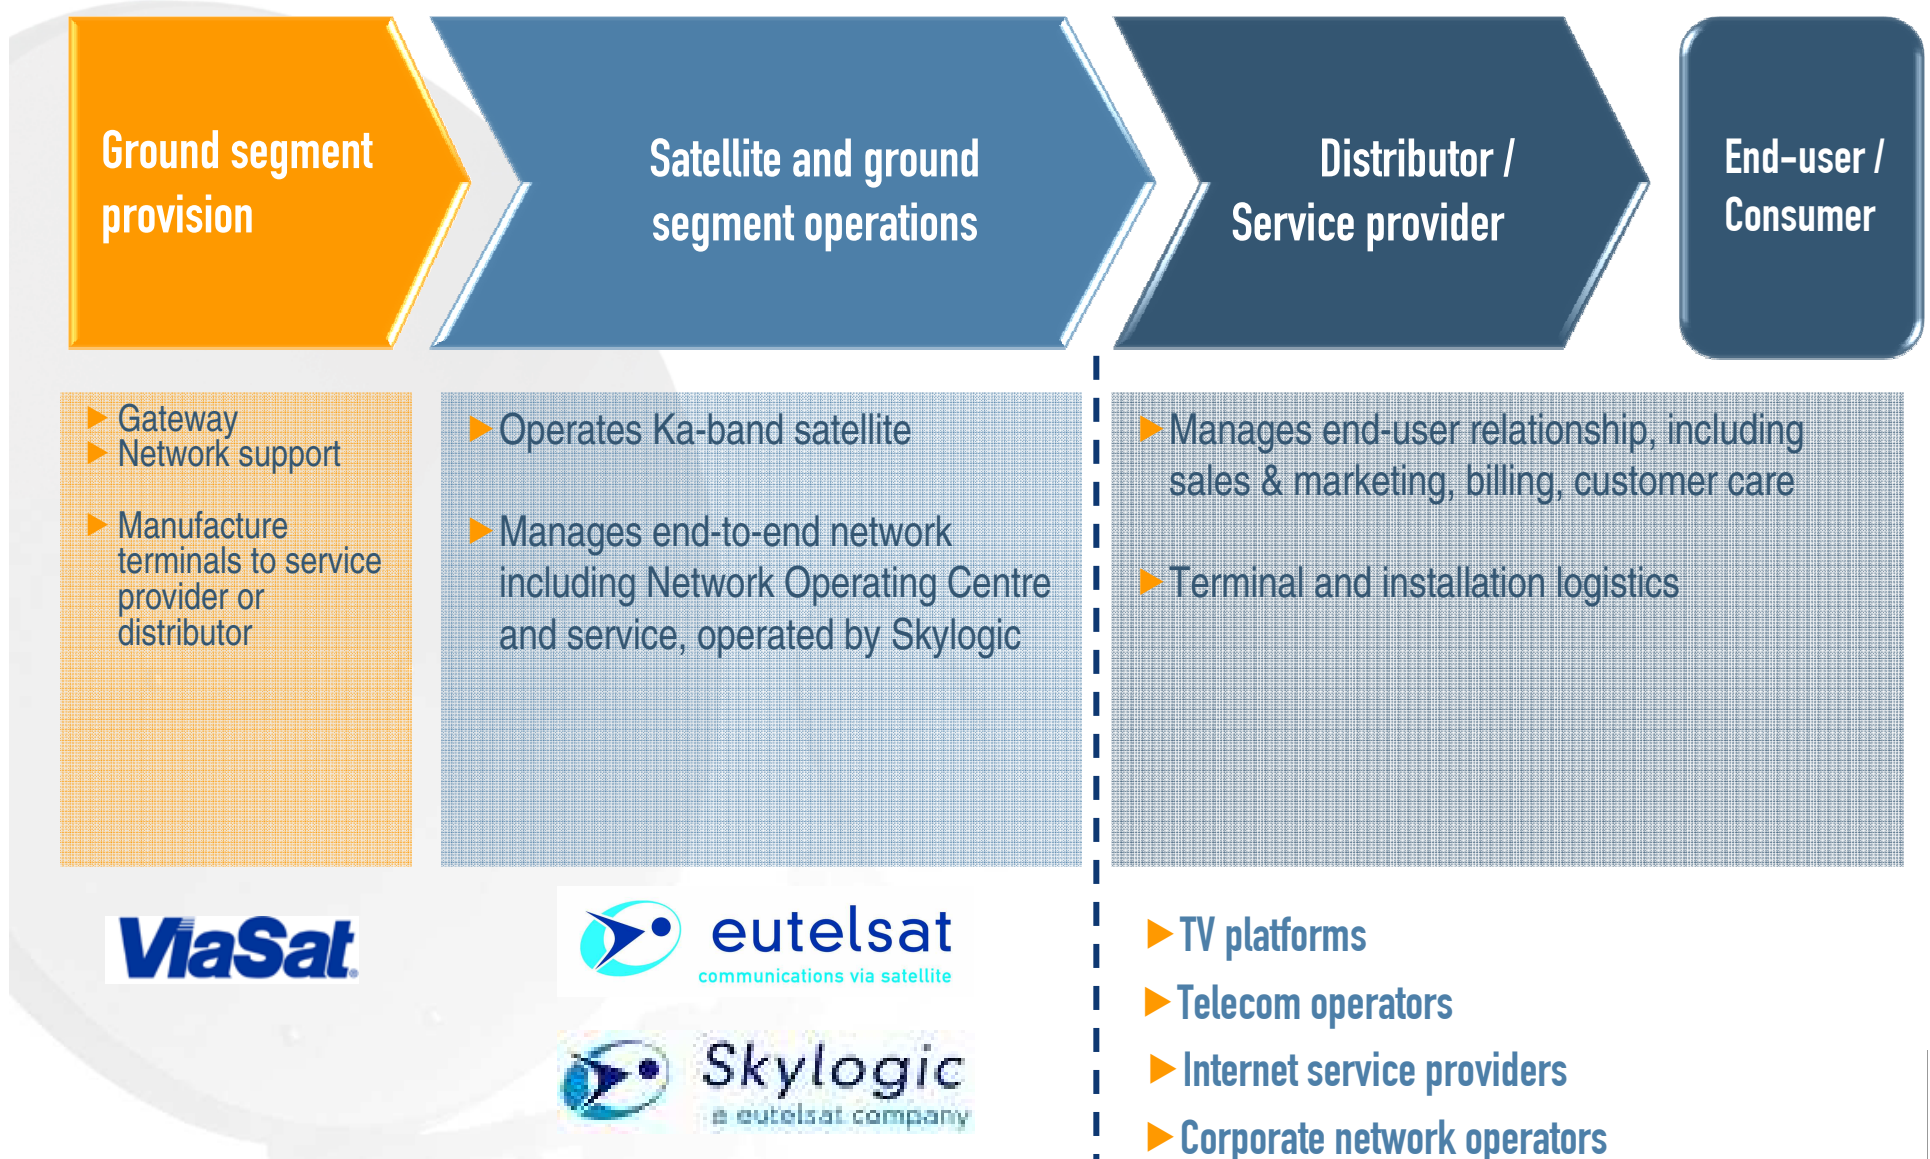 Ground segment
provision
Satellite and ground
segment operations
Distributor /
Service provider
End-user /
Consumer
Gateway
Network support
Manufacture
terminals to service
provider or
distributor
Operates Ka-band satellite
Manages end-to-end network
including Network Operating Centre
and service, operated by Skylogic
Manages end-user relationship, including
sales & marketing, billing, customer care
Terminal and installation logistics
ViaSat
eutelsat
communications via satellite
Skylogic
a eutelsat company
TV platforms
Telecom operators
Internet service providers
Corporate network operators